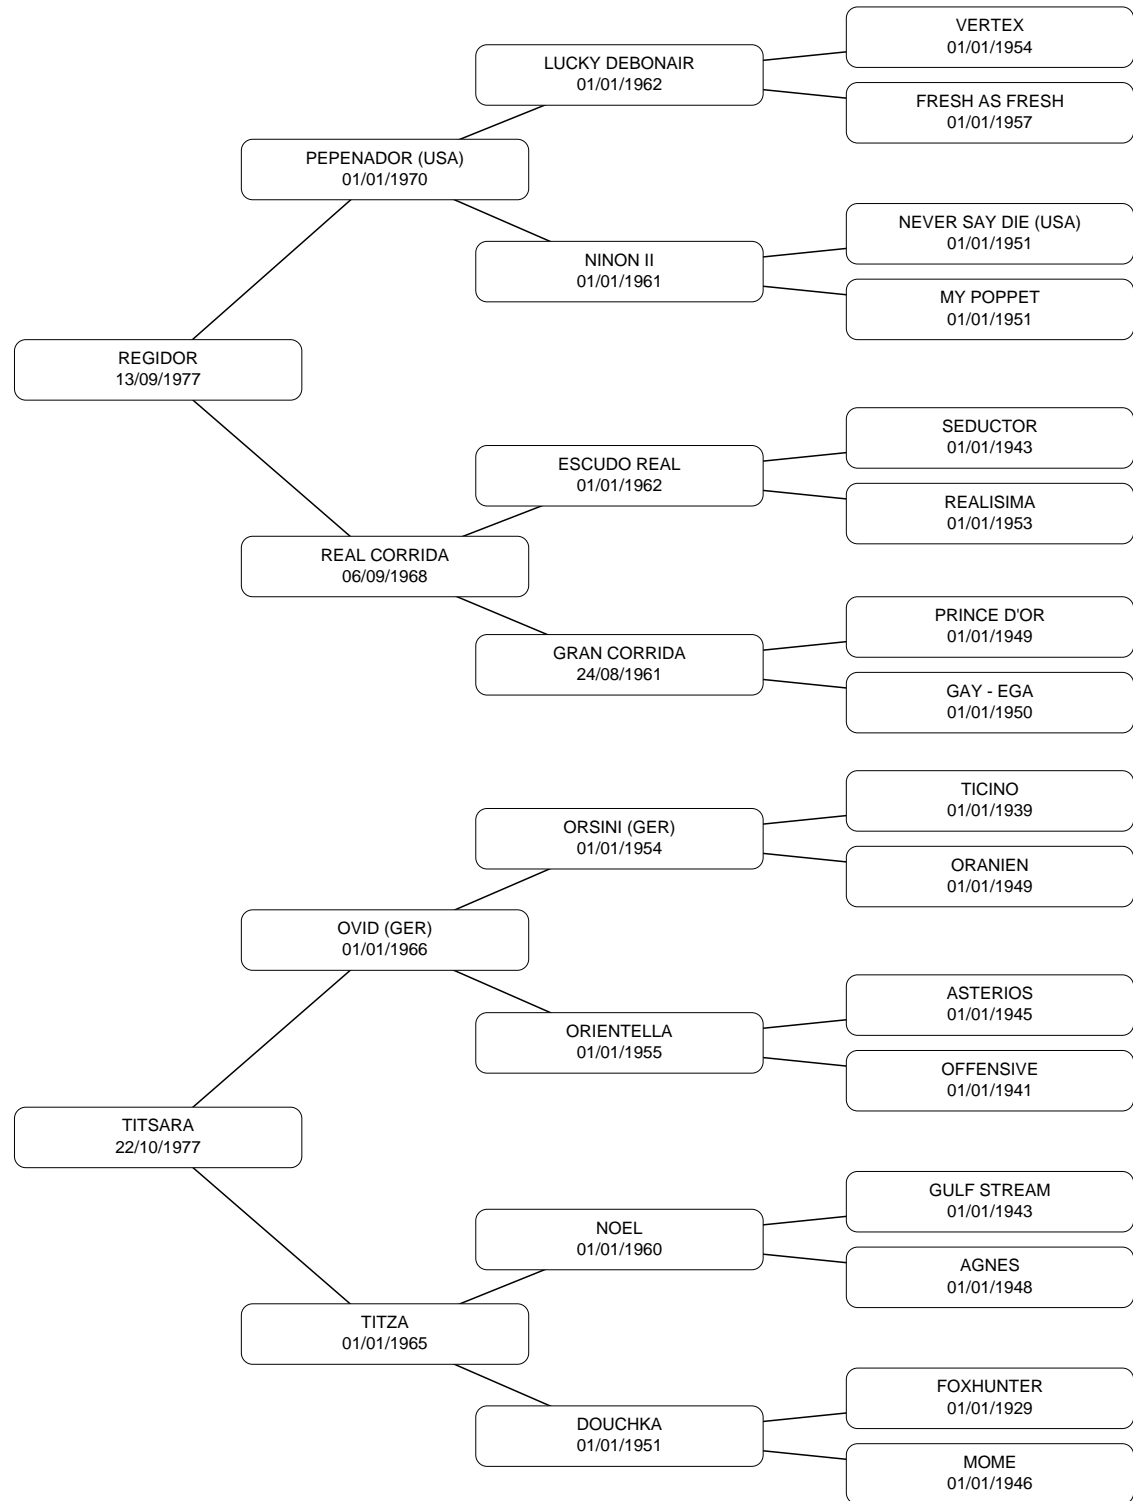 VERTEX
01/01/1954
LUCKY DEBONAIR
01/01/1962
FRESH AS FRESH
01/01/1957
PEPENADOR (USA)
01/01/1970
NEVER SAY DIE (USA)
01/01/1951
NINON II
01/01/1961
MY POPPET
01/01/1951
REGIDOR
13/09/1977
SEDUCTOR
01/01/1943
ESCUDO REAL
01/01/1962
REALISIMA
01/01/1953
REAL CORRIDA
06/09/1968
PRINCE D'OR
01/01/1949
GRAN CORRIDA
24/08/1961
GAY - EGA
01/01/1950
TICINO
01/01/1939
ORSINI (GER)
01/01/1954
ORANIEN
01/01/1949
OVID (GER)
01/01/1966
ASTERIOS
01/01/1945
ORIENTELLA
01/01/1955
OFFENSIVE
01/01/1941
TITSARA
22/10/1977
GULF STREAM
01/01/1943
NOEL
01/01/1960
AGNES
01/01/1948
TITZA
01/01/1965
FOXHUNTER
01/01/1929
DOUCHKA
01/01/1951
MOME
01/01/1946